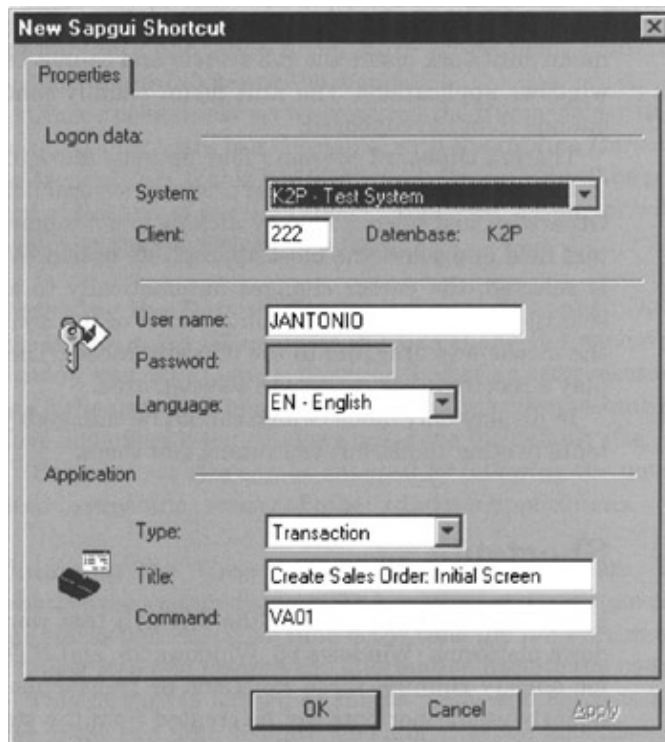 New Sapgui Shortcut
Properties
Logon data:
System: K2P - Test System
Client: 222 Datenbase: K2P
User name: JANTONIO
Password:
Language: EN - English
Application
Type: Transaction
Title: Create Sales Order: Initial Screen
Command: VA01
OK Cancel Apply